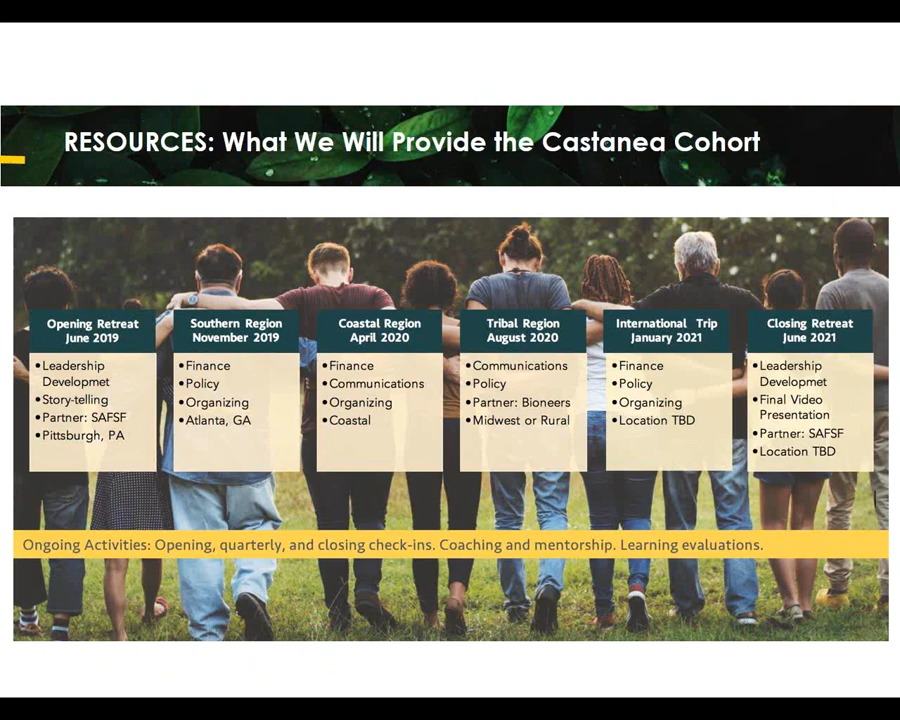 RESOURCES: What We Will Provide the Castanea Cohort
Opening Retreat
June 2019
• Leadership
Developmet
• Story-telling
• Partner: SAFSF
• Pittsburgh, PA
Southern Region
November 2019
• Finance
• Policy
• Organizing
• Atlanta, GA
Coastal Region
April 2020
• Finance
• Communications
• Organizing
• Coastal
Tribal Region
August 2020
• Communications
• Policy
• Partner: Bioneers
• Midwest or Rural
International Trip
January 2021
• Finance
• Policy
• Organizing
• Location TBD
Closing Retreat
June 2021
• Leadership
Developmet
• Final Video
Presentation
• Partner: SAFSF
• Location TBD
Ongoing Activities: Opening, quarterly, and closing check-ins. Coaching and mentorship. Learning evaluations.